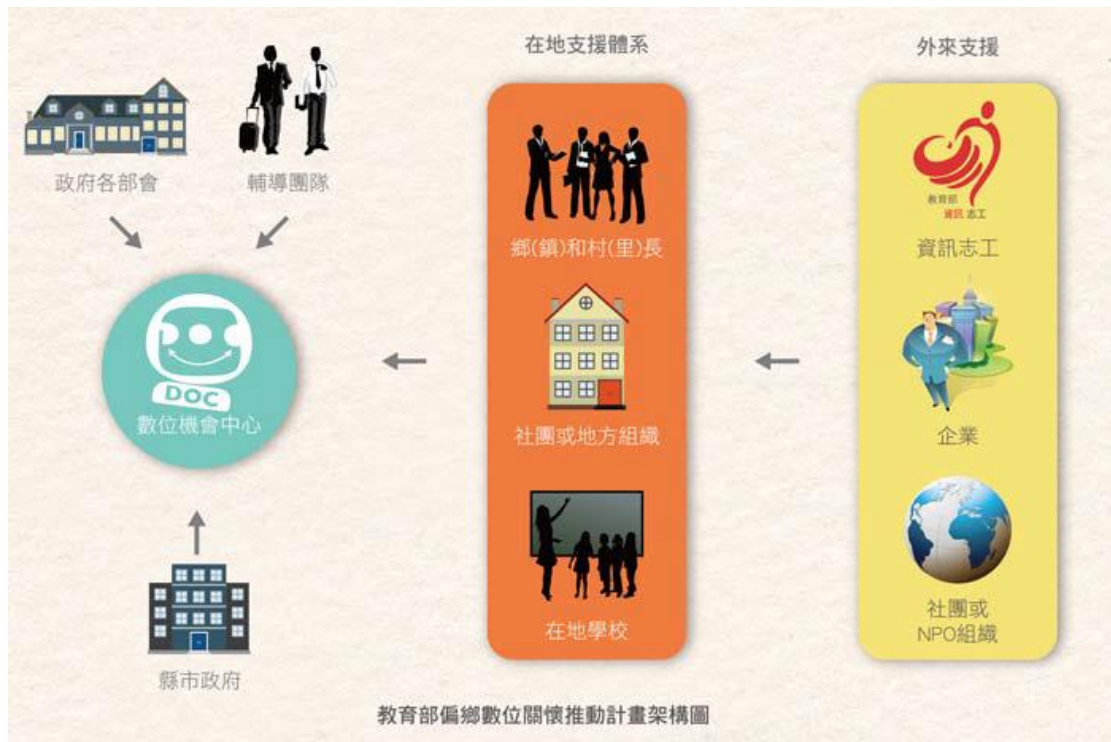 在地支援體系
外來支援
政府各部會
輔導團隊
DOC
數位機會中心
縣市政府
鄉(鎮)和村(里)長
社團或地方組織
在地學校
教育部
資訊 志工
資訊志工
企業
社團或
NPO組織
教育部偏鄉數位關懷推動計畫架構圖